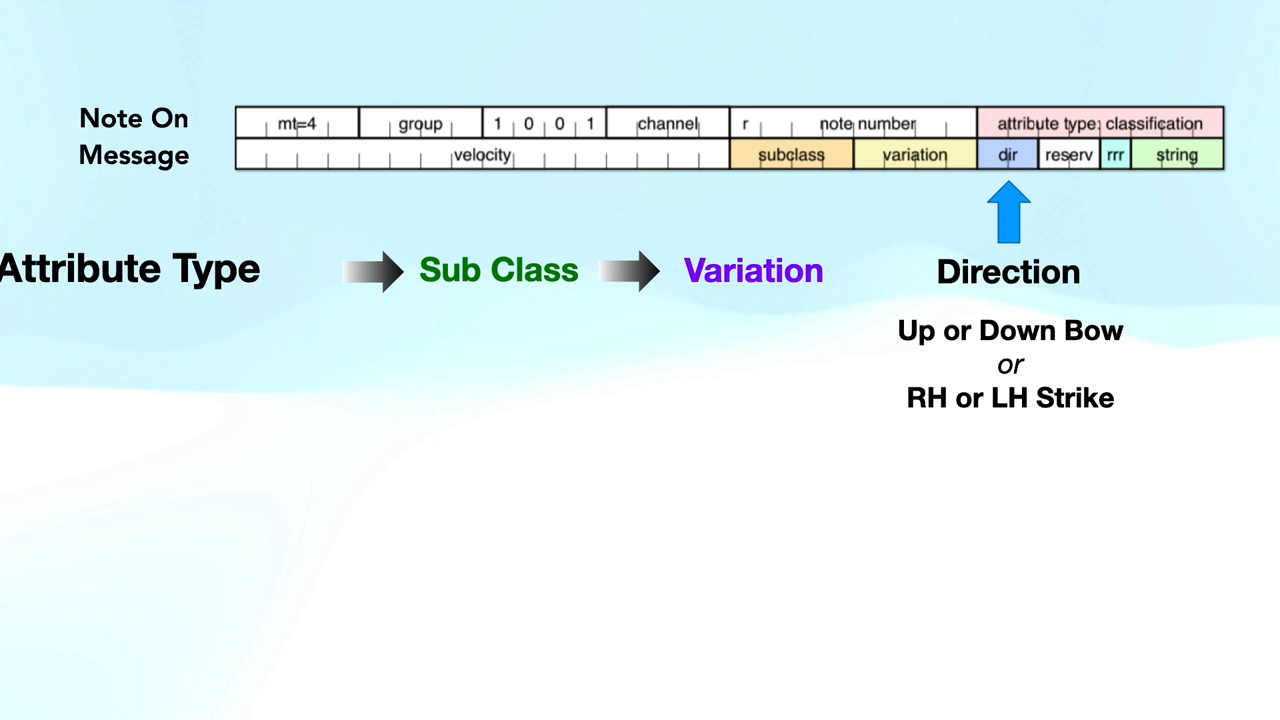 Note On
Message
mt=4 group 1 0 0 1 channel r note number attribute type: classification
velocity subclass variation dir reserv rrr string
Attribute Type Sub Class Variation Direction
Up or Down Bow
or
RH or LH Strike